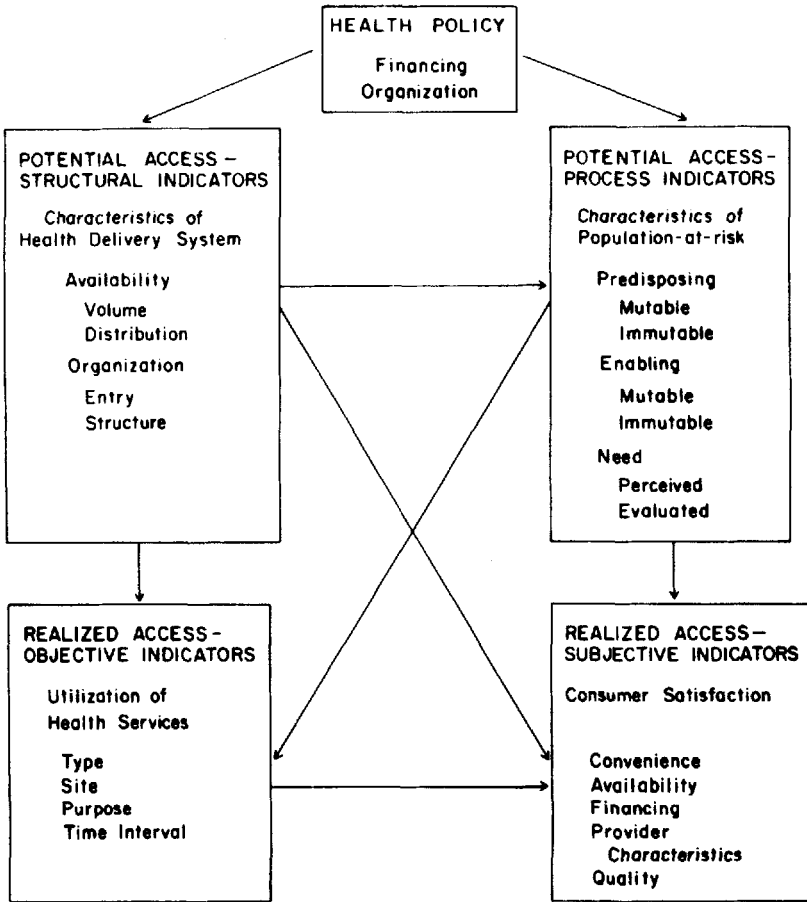 HEALTH POLICY
Financing
Organization
POTENTIAL ACCESS –
STRUCTURAL INDICATORS
Characteristics of
Health Delivery System
Availability
Volume
Distribution
Organization
Entry
Structure
POTENTIAL ACCESS –
PROCESS INDICATORS
Characteristics of
Population-at-risk
Predisposing
Mutable
Immutable
Enabling
Mutable
Immutable
Need
Perceived
Evaluated
REALIZED ACCESS –
OBJECTIVE INDICATORS
Utilization of
Health Services
Type
Site
Purpose
Time Interval
REALIZED ACCESS –
SUBJECTIVE INDICATORS
Consumer Satisfaction
Convenience
Availability
Financing
Provider
Characteristics
Quality